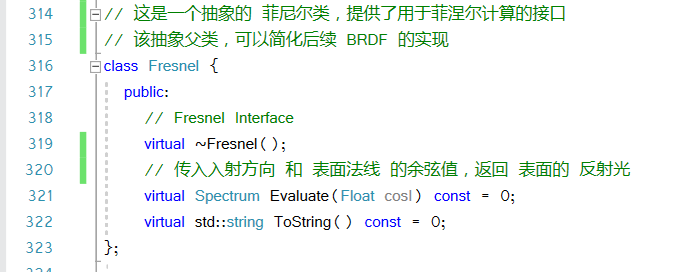 314 // 这是一个抽象的 菲尼尔类，提供了用于菲涅尔计算的接口
315 // 该抽象父类，可以简化后续 BRDF 的实现
316 class Fresnel {
317 public:
318 // Fresnel Interface
319 virtual ~Fresnel();
320 // 传入入射方向 和 表面法线 的余弦值，返回 表面的 反射光
321 virtual Spectrum Evaluate(Float cosI) const = 0;
322 virtual std::string ToString() const = 0;
323 };